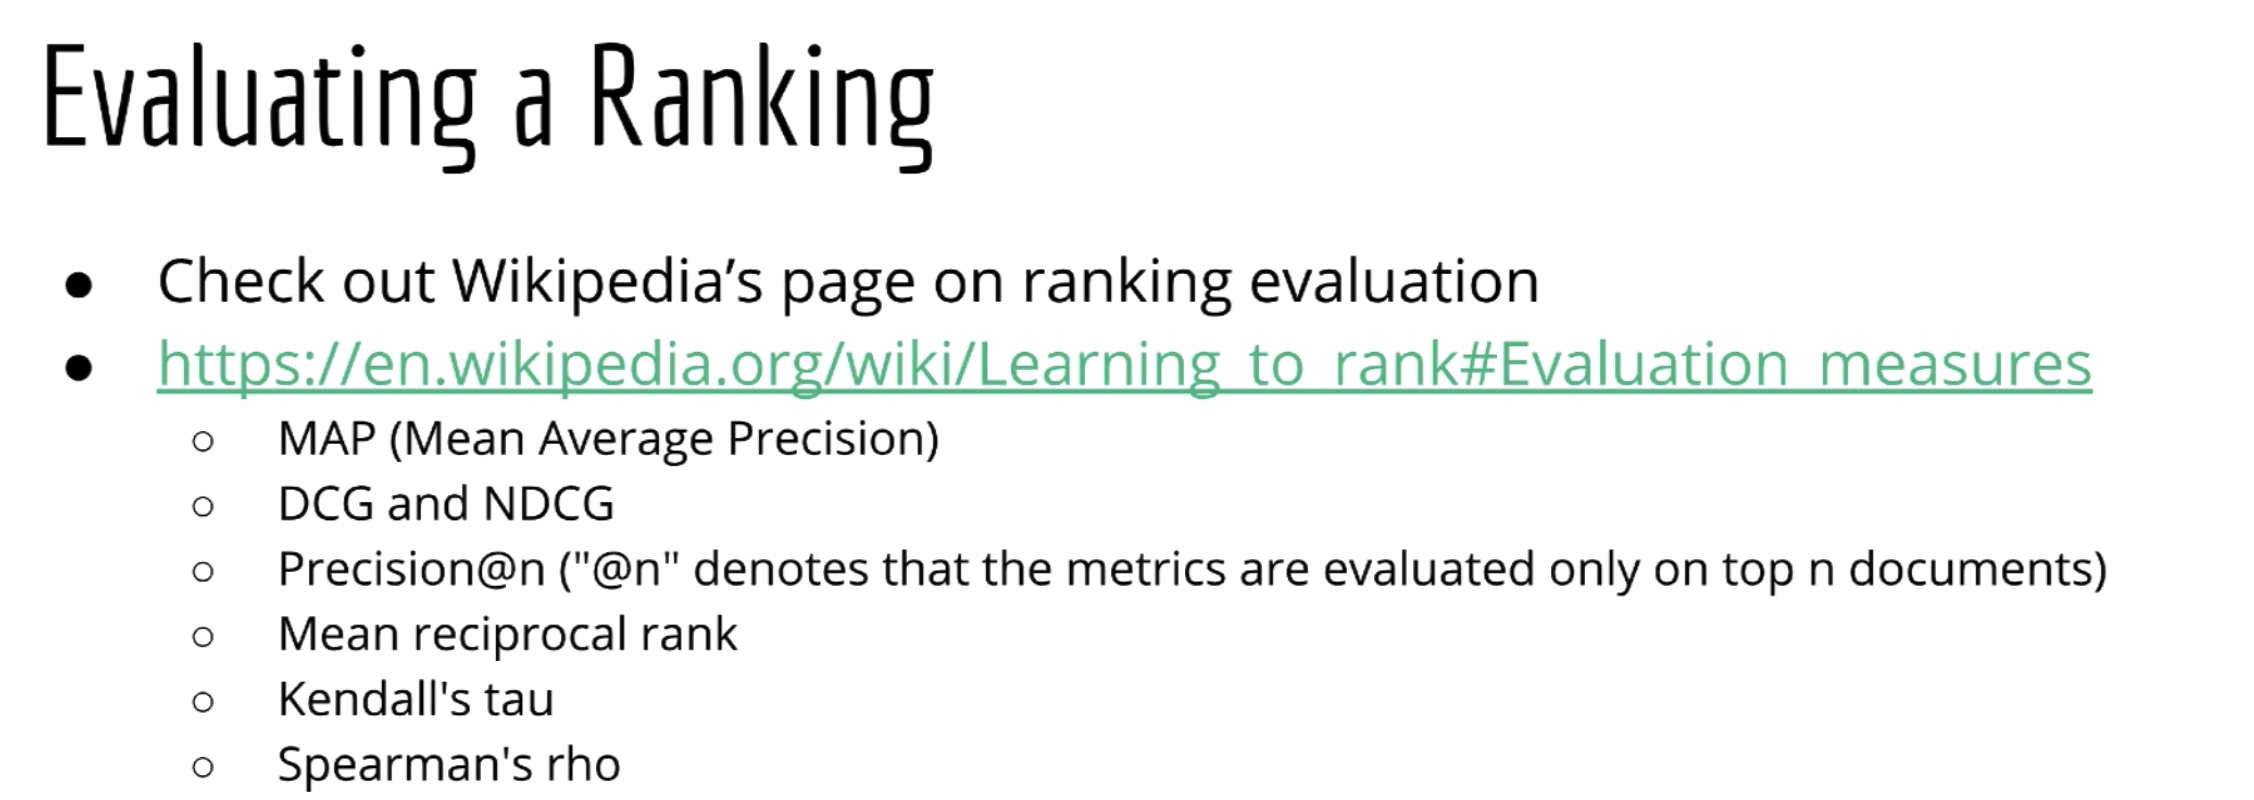 Evaluating a Ranking
● Check out Wikipedia’s page on ranking evaluation
● https://en.wikipedia.org/wiki/Learning_to_rank#Evaluation_measures
○ MAP (Mean Average Precision)
○ DCG and NDCG
○ Precision@n ("@n" denotes that the metrics are evaluated only on top n documents)
○ Mean reciprocal rank
○ Kendall's tau
○ Spearman's rho